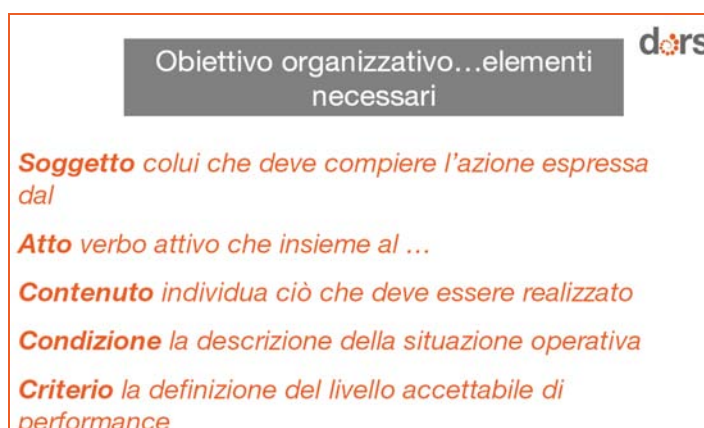 dors
Obiettivo organizzativo…elementi
necessari
Soggetto colui che deve compiere l'azione espressa
dal
Atto verbo attivo che insieme al …
Contenuto individua ciò che deve essere realizzato
Condizione la descrizione della situazione operativa
Criterio la definizione del livello accettabile di
performance